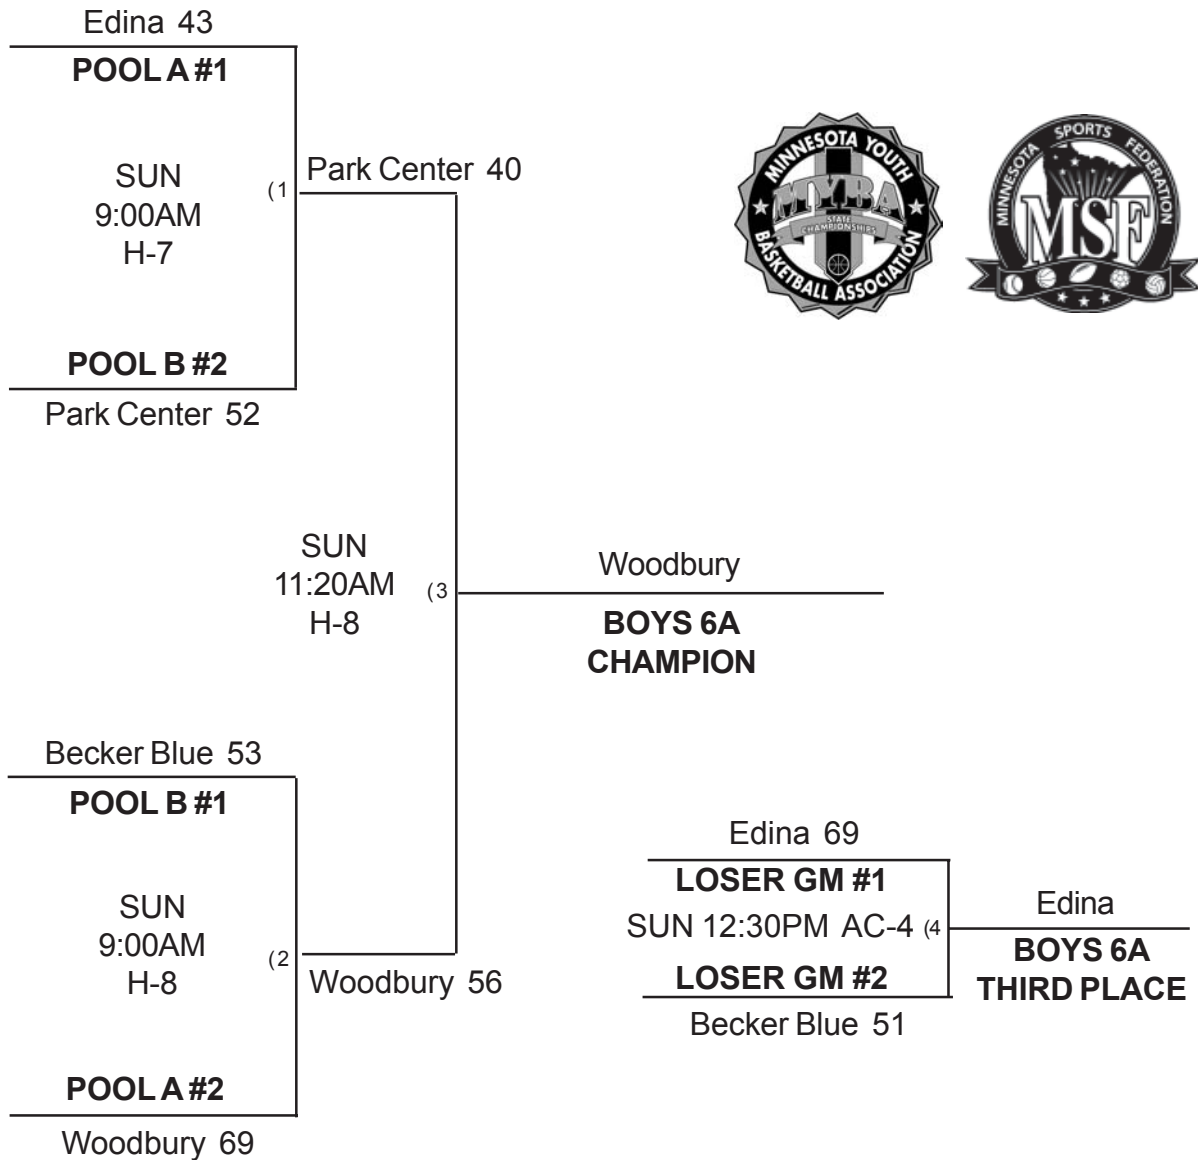 Edina 43
POOL A #1
SUN
9:00AM
H-7
(1
Park Center 40
POOL B #2
Park Center 52
MINNESOTA YOUTH
MYBA
STATE
CHAMPIONSHIPS
BASKETBALL ASSOCIATION
MINNESOTA SPORTS FEDERATION
MSF
SUN
11:20AM
H-8
(3
Woodbury
BOYS 6A
CHAMPION
Becker Blue 53
POOL B #1
SUN
9:00AM
H-8
(2
Woodbury 56
POOL A #2
Woodbury 69
Edina 69
LOSER GM #1
SUN 12:30PM AC-4 (4
LOSER GM #2
Becker Blue 51
Edina
BOYS 6A
THIRD PLACE